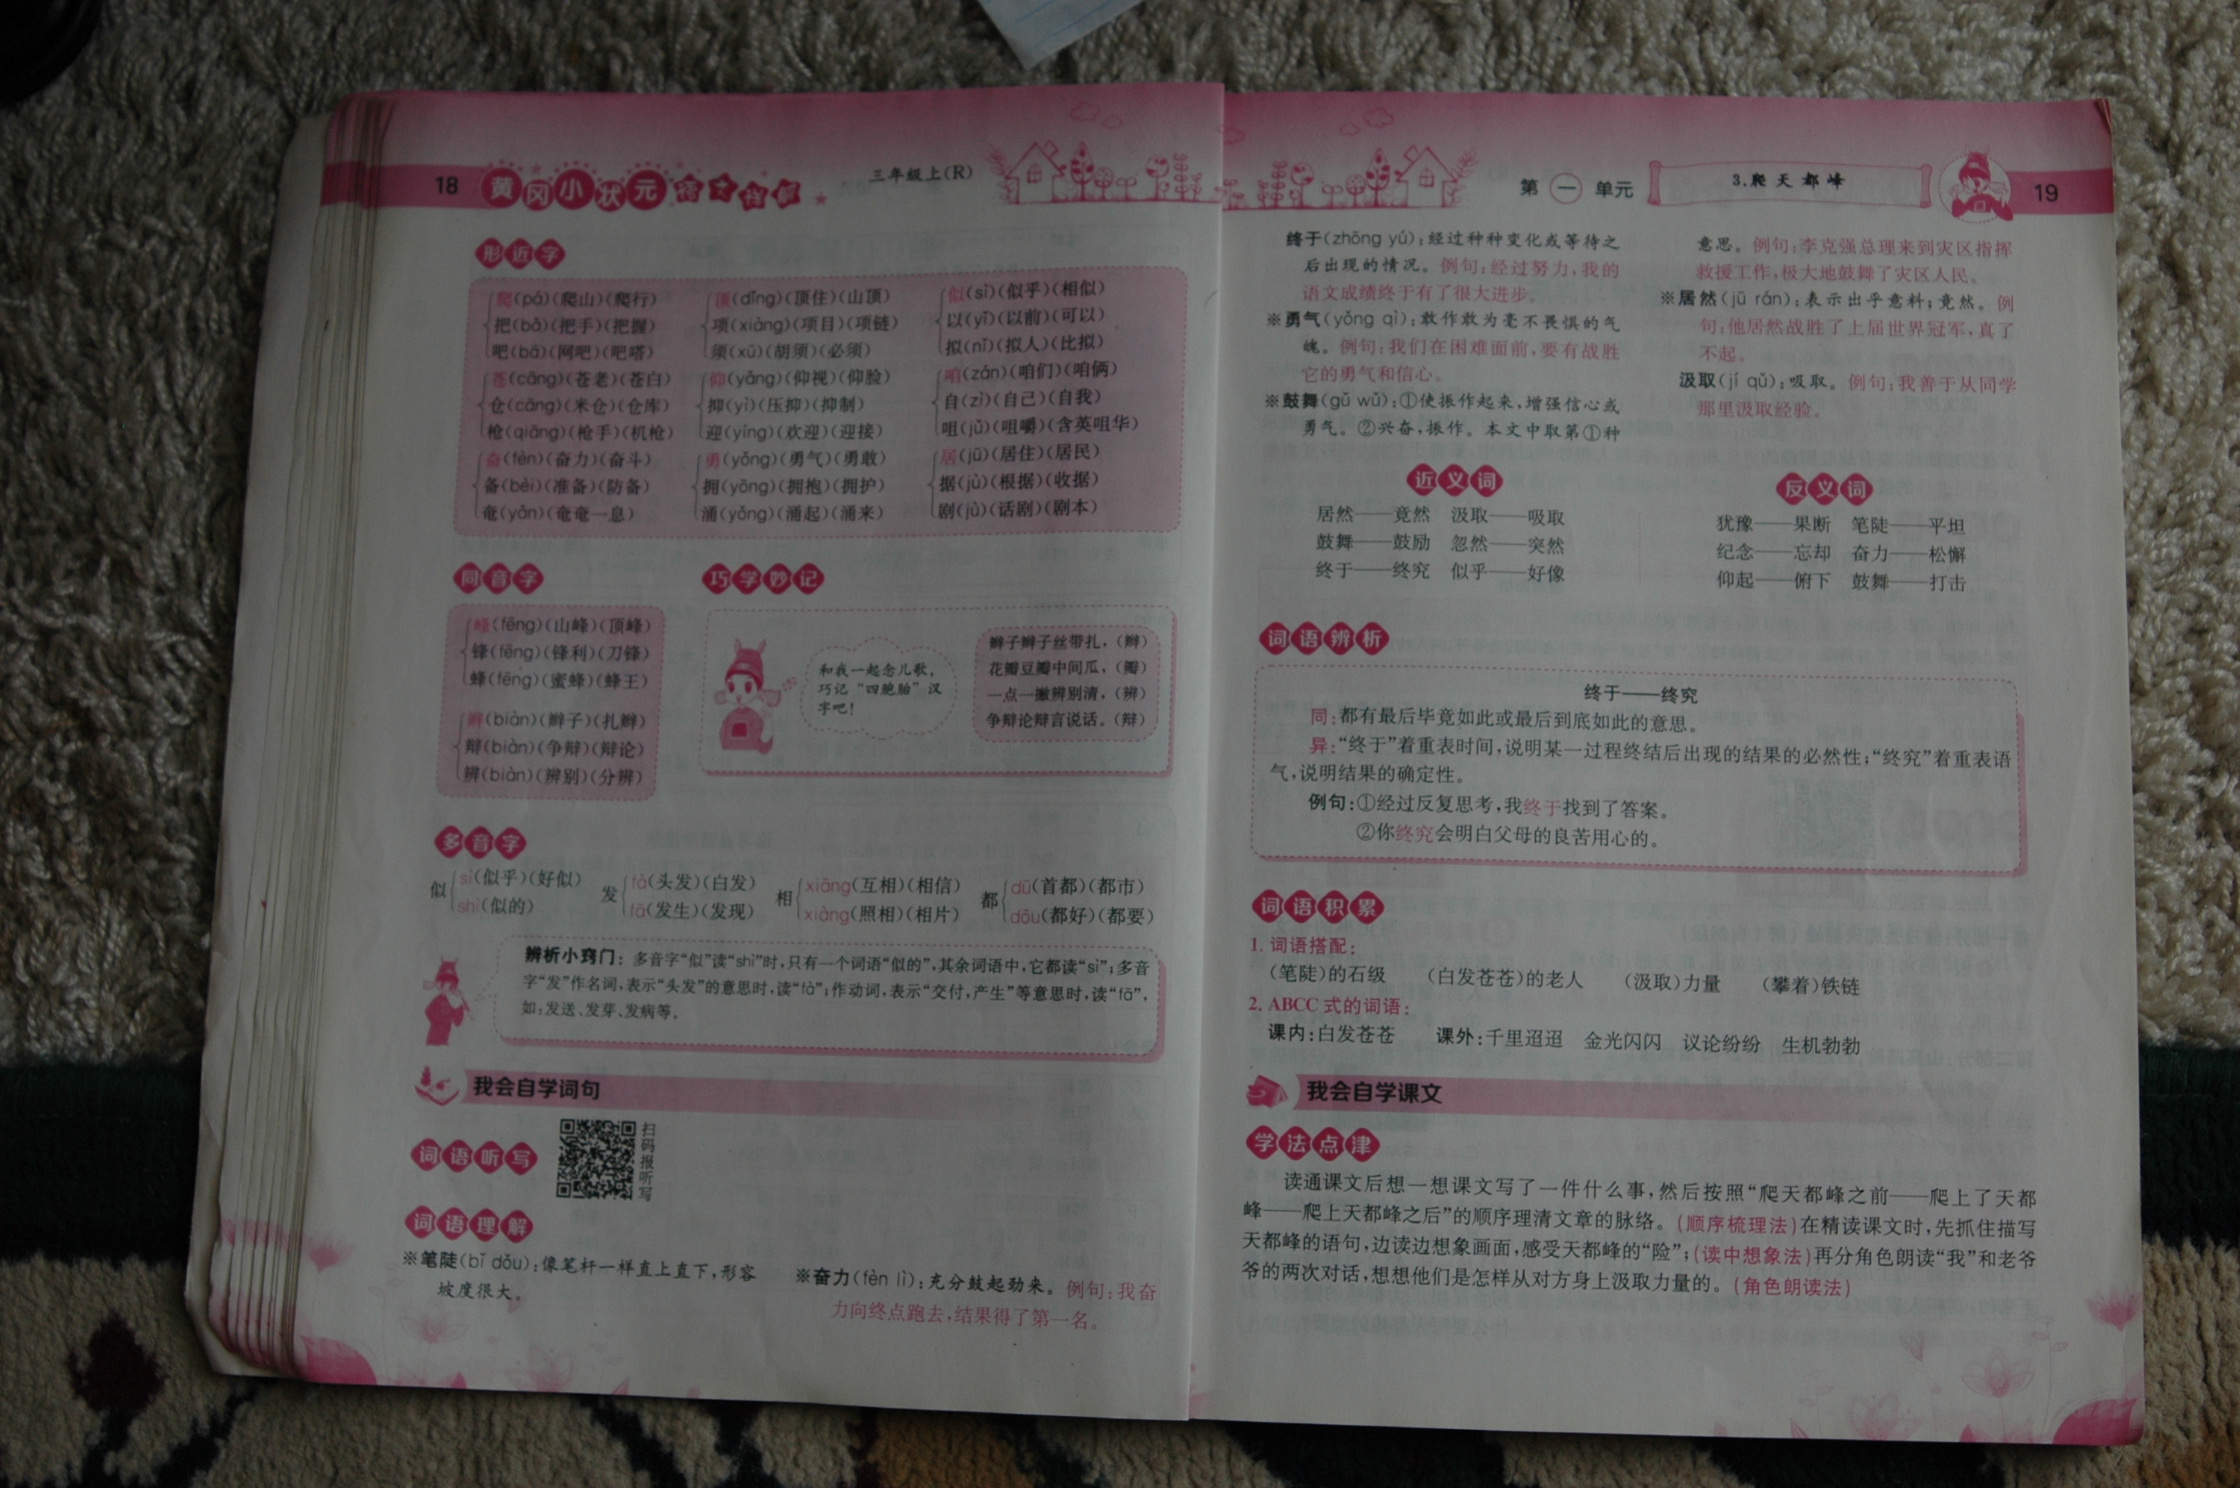 18 黄冈小状元 三年级上(R)
形近字
爬(pá)(爬山)(爬行)
把(bǎ)(把手)(把握)
吧(bā)(网吧)(吧嗒)
苍(cāng)(苍老)(苍白)
仓(cāng)(米仓)(仓库)
枪(qiāng)(枪手)(机枪)
奋(fèn)(奋力)(奋斗)
备(bèi)(准备)(防备)
奄(yǎn)(奄奄一息)
顶(dǐng)(顶住)(山顶)
项(xiàng)(项目)(项链)
须(xū)(胡须)(必须)
仰(yǎng)(仰视)(仰脸)
抑(yì)(压抑)(抑制)
迎(yíng)(欢迎)(迎接)
勇(yǒng)(勇气)(勇敢)
拥(yōng)(拥抱)(拥护)
涌(yǒng)(涌起)(涌来)
似(sì)(似乎)(相似)
以(yǐ)(以前)(可以)
拟(nǐ)(拟人)(比拟)
咱(zán)(咱们)(咱俩)
自(zì)(自己)(自我)
咀(jǔ)(咀嚼)(含英咀华)
居(jū)(居住)(居民)
据(jù)(根据)(收据)
剧(jù)(话剧)(剧本)
同音字
峰(fēng)(山峰)(顶峰)
锋(fēng)(锋利)(刀锋)
蜂(fēng)(蜜蜂)(蜂王)
辫(biàn)(辫子)(扎辫)
辩(biàn)(争辩)(辩论)
辨(biàn)(辨别)(分辨)
巧学妙记
和我一起念儿歌,
巧记“四胞胎”汉
字吧!
辫子辫子丝带扎,(辫)
花瓣豆瓣中间瓜,(瓣)
一点一撇辨别清,(辨)
争辩论辩言说话。(辩)
多音字
似 sì(似乎)(好似) shì(似的)
发 fà(头发)(白发) fā(发生)(发现)
相 xiāng(互相)(相信) xiàng(照相)(相片)
都 dū(首都)(都市) dōu(都好)(都要)
辨析小窍门:多音字“似”读“shì”时,只有一个词语“似的”,其余词语中,它都读“sì”;多音
字“发”作名词,表示“头发”的意思时,读“fà”;作动词,表示“交付,产生”等意思时,读“fā”,
如:发送、发芽、发病等。
我会自学词句
词语听写
扫码报听写
词语理解
※笔陡(bǐ dǒu):像笔杆一样直上直下,形容
坡度很大。
※奋力(fèn lì):充分鼓起劲来。例句:我奋
力向终点跑去,结果得了第一名。
第一单元 3.爬天都峰 19
终于(zhōng yú):经过种种变化或等待之
后出现的情况。例句:经过努力,我的
语文成绩终于有了很大进步。
※勇气(yǒng qì):敢作敢为毫不畏惧的气
魄。例句:我们在困难面前,要有战胜
它的勇气和信心。
※鼓舞(gǔ wǔ):①使振作起来,增强信心或
勇气。②兴奋,振作。本文中取第①种
意思。例句:李克强总理来到灾区指挥
救援工作,极大地鼓舞了灾区人民。
※居然(jū rán):表示出乎意料;竟然。例
句:他居然战胜了上届世界冠军,真了
不起。
汲取(jí qǔ):吸取。例句:我善于从同学
那里汲取经验。
近义词
居然——竟然 汲取——吸取
鼓舞——鼓励 忽然——突然
终于——终究 似乎——好像
反义词
犹豫——果断 笔陡——平坦
纪念——忘却 奋力——松懈
仰起——俯下 鼓舞——打击
词语辨析
终于——终究
同:都有最后毕竟如此或最后到底如此的意思。
异:“终于”着重表时间,说明某一过程终结后出现的结果的必然性;“终究”着重表语
气,说明结果的确定性。
例句:①经过反复思考,我终于找到了答案。
②你终究会明白父母的良苦用心的。
词语积累
1. 词语搭配:
(笔陡)的石级 (白发苍苍)的老人 (汲取)力量 (攀着)铁链
2. ABCC式的词语:
课内:白发苍苍 课外:千里迢迢 金光闪闪 议论纷纷 生机勃勃
我会自学课文
学法点津
读通课文后想一想课文写了一件什么事,然后按照“爬天都峰之前——爬上了天都
峰——爬上天都峰之后”的顺序理清文章的脉络。(顺序梳理法)在精读课文时,先抓住描写
天都峰的语句,边读边想象画面,感受天都峰的“险”;(读中想象法)再分角色朗读“我”和老爷
爷的两次对话,想想他们是怎样从对方身上汲取力量的。(角色朗读法)